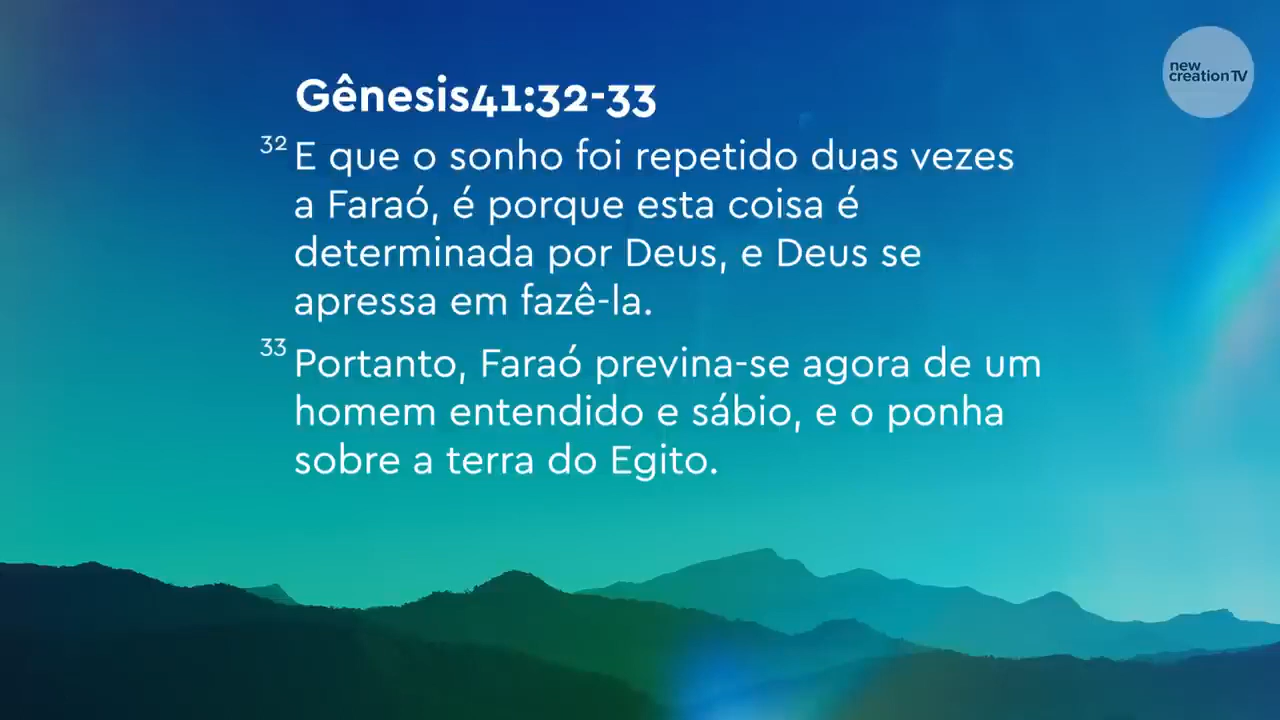 new
creation TV
Gênesis41:32-33
32 E que o sonho foi repetido duas vezes
a Faraó, é porque esta coisa é
determinada por Deus, e Deus se
apressa em fazê-la.
33 Portanto, Faraó previna-se agora de um
homem entendido e sábio, e o ponha
sobre a terra do Egito.